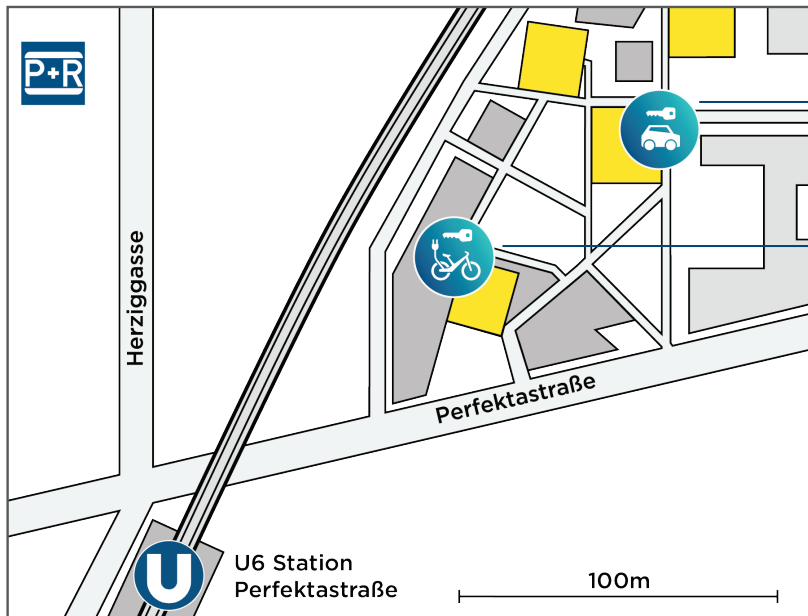 P+R
Herziggasse
Perfektastraße
U
U6 Station
Perfektastraße
100m